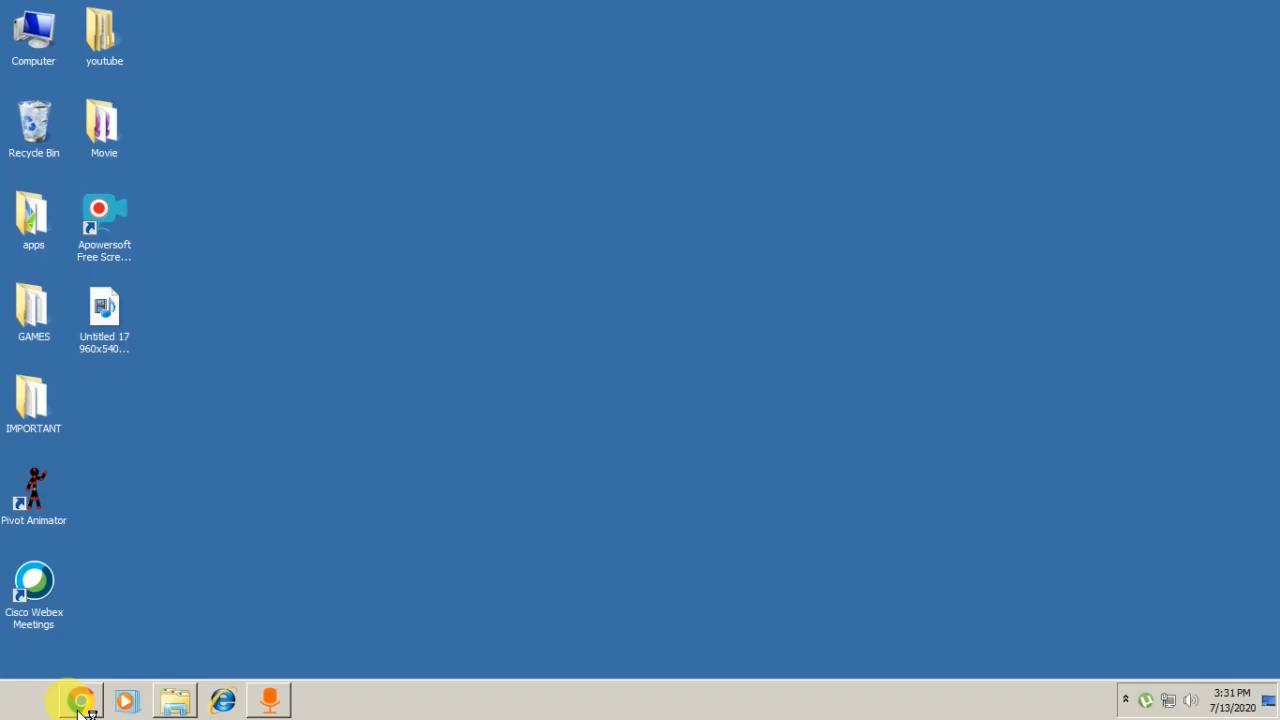 Computer
youtube
Recycle Bin
Movie
apps
Apowersoft
Free Scre...
GAMES
Untitled 17
960x540...
IMPORTANT
Pivot Animator
Cisco Webex
Meetings
3:31 PM
7/13/2020